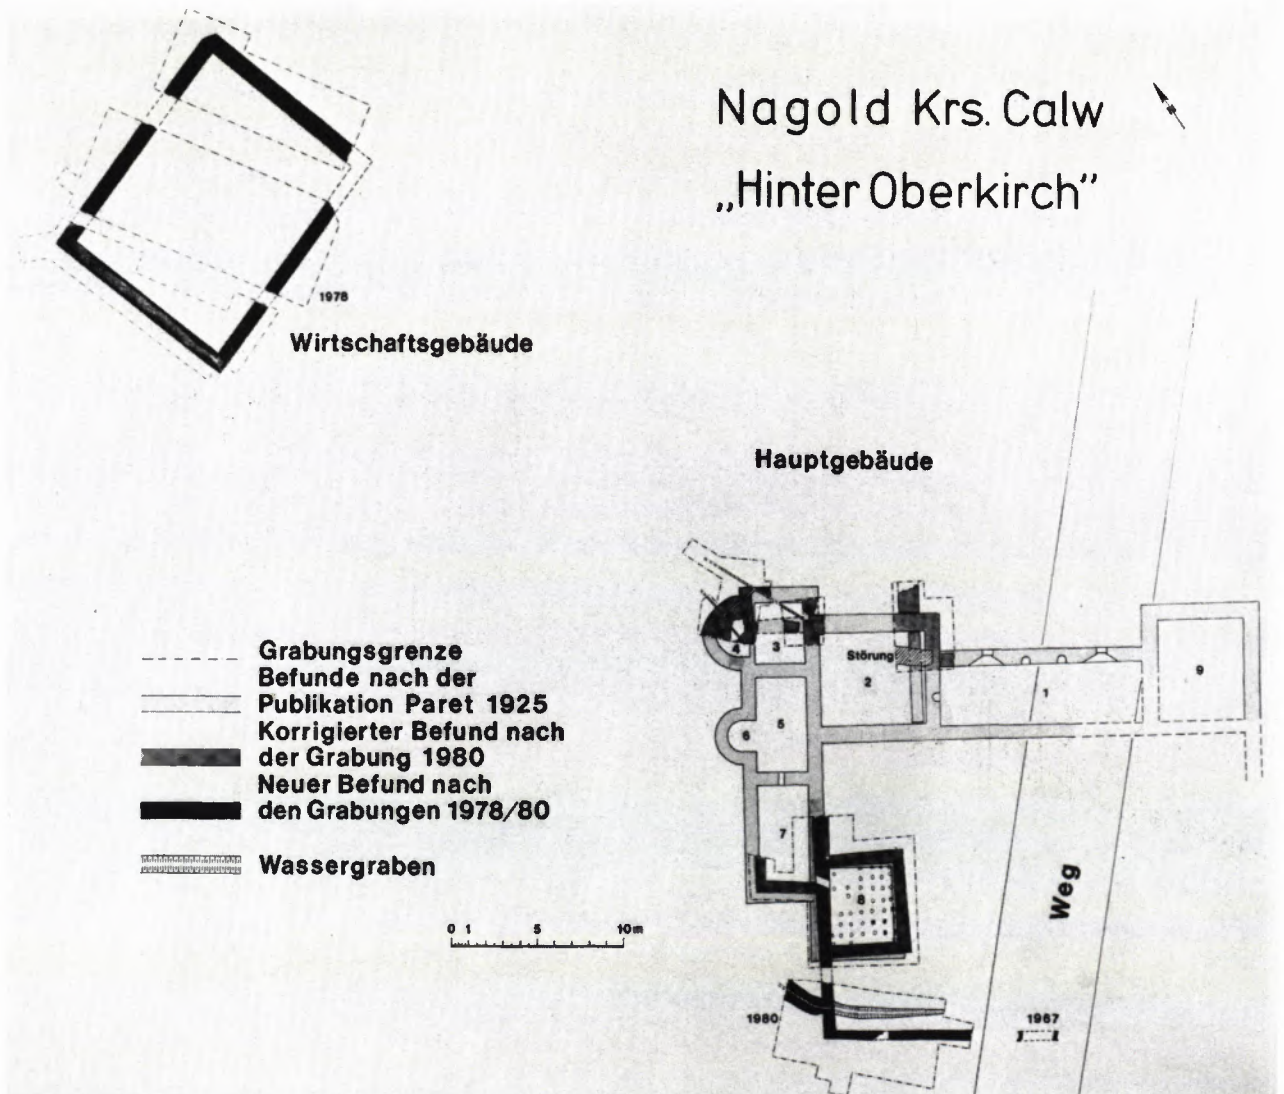 Nagold Krs. Calw
„Hinter Oberkirch”
1978
Wirtschaftsgebäude
Hauptgebäude
Grabungsgrenze
Befunde nach der
Publikation Paret 1925
Korrigierter Befund nach
der Grabung 1980
Neuer Befund nach
den Grabungen 1978/80
Wassergraben
0 1 5 10m
4
3
Störung
2
1
9
5
6
7
8
Weg
1980
1967